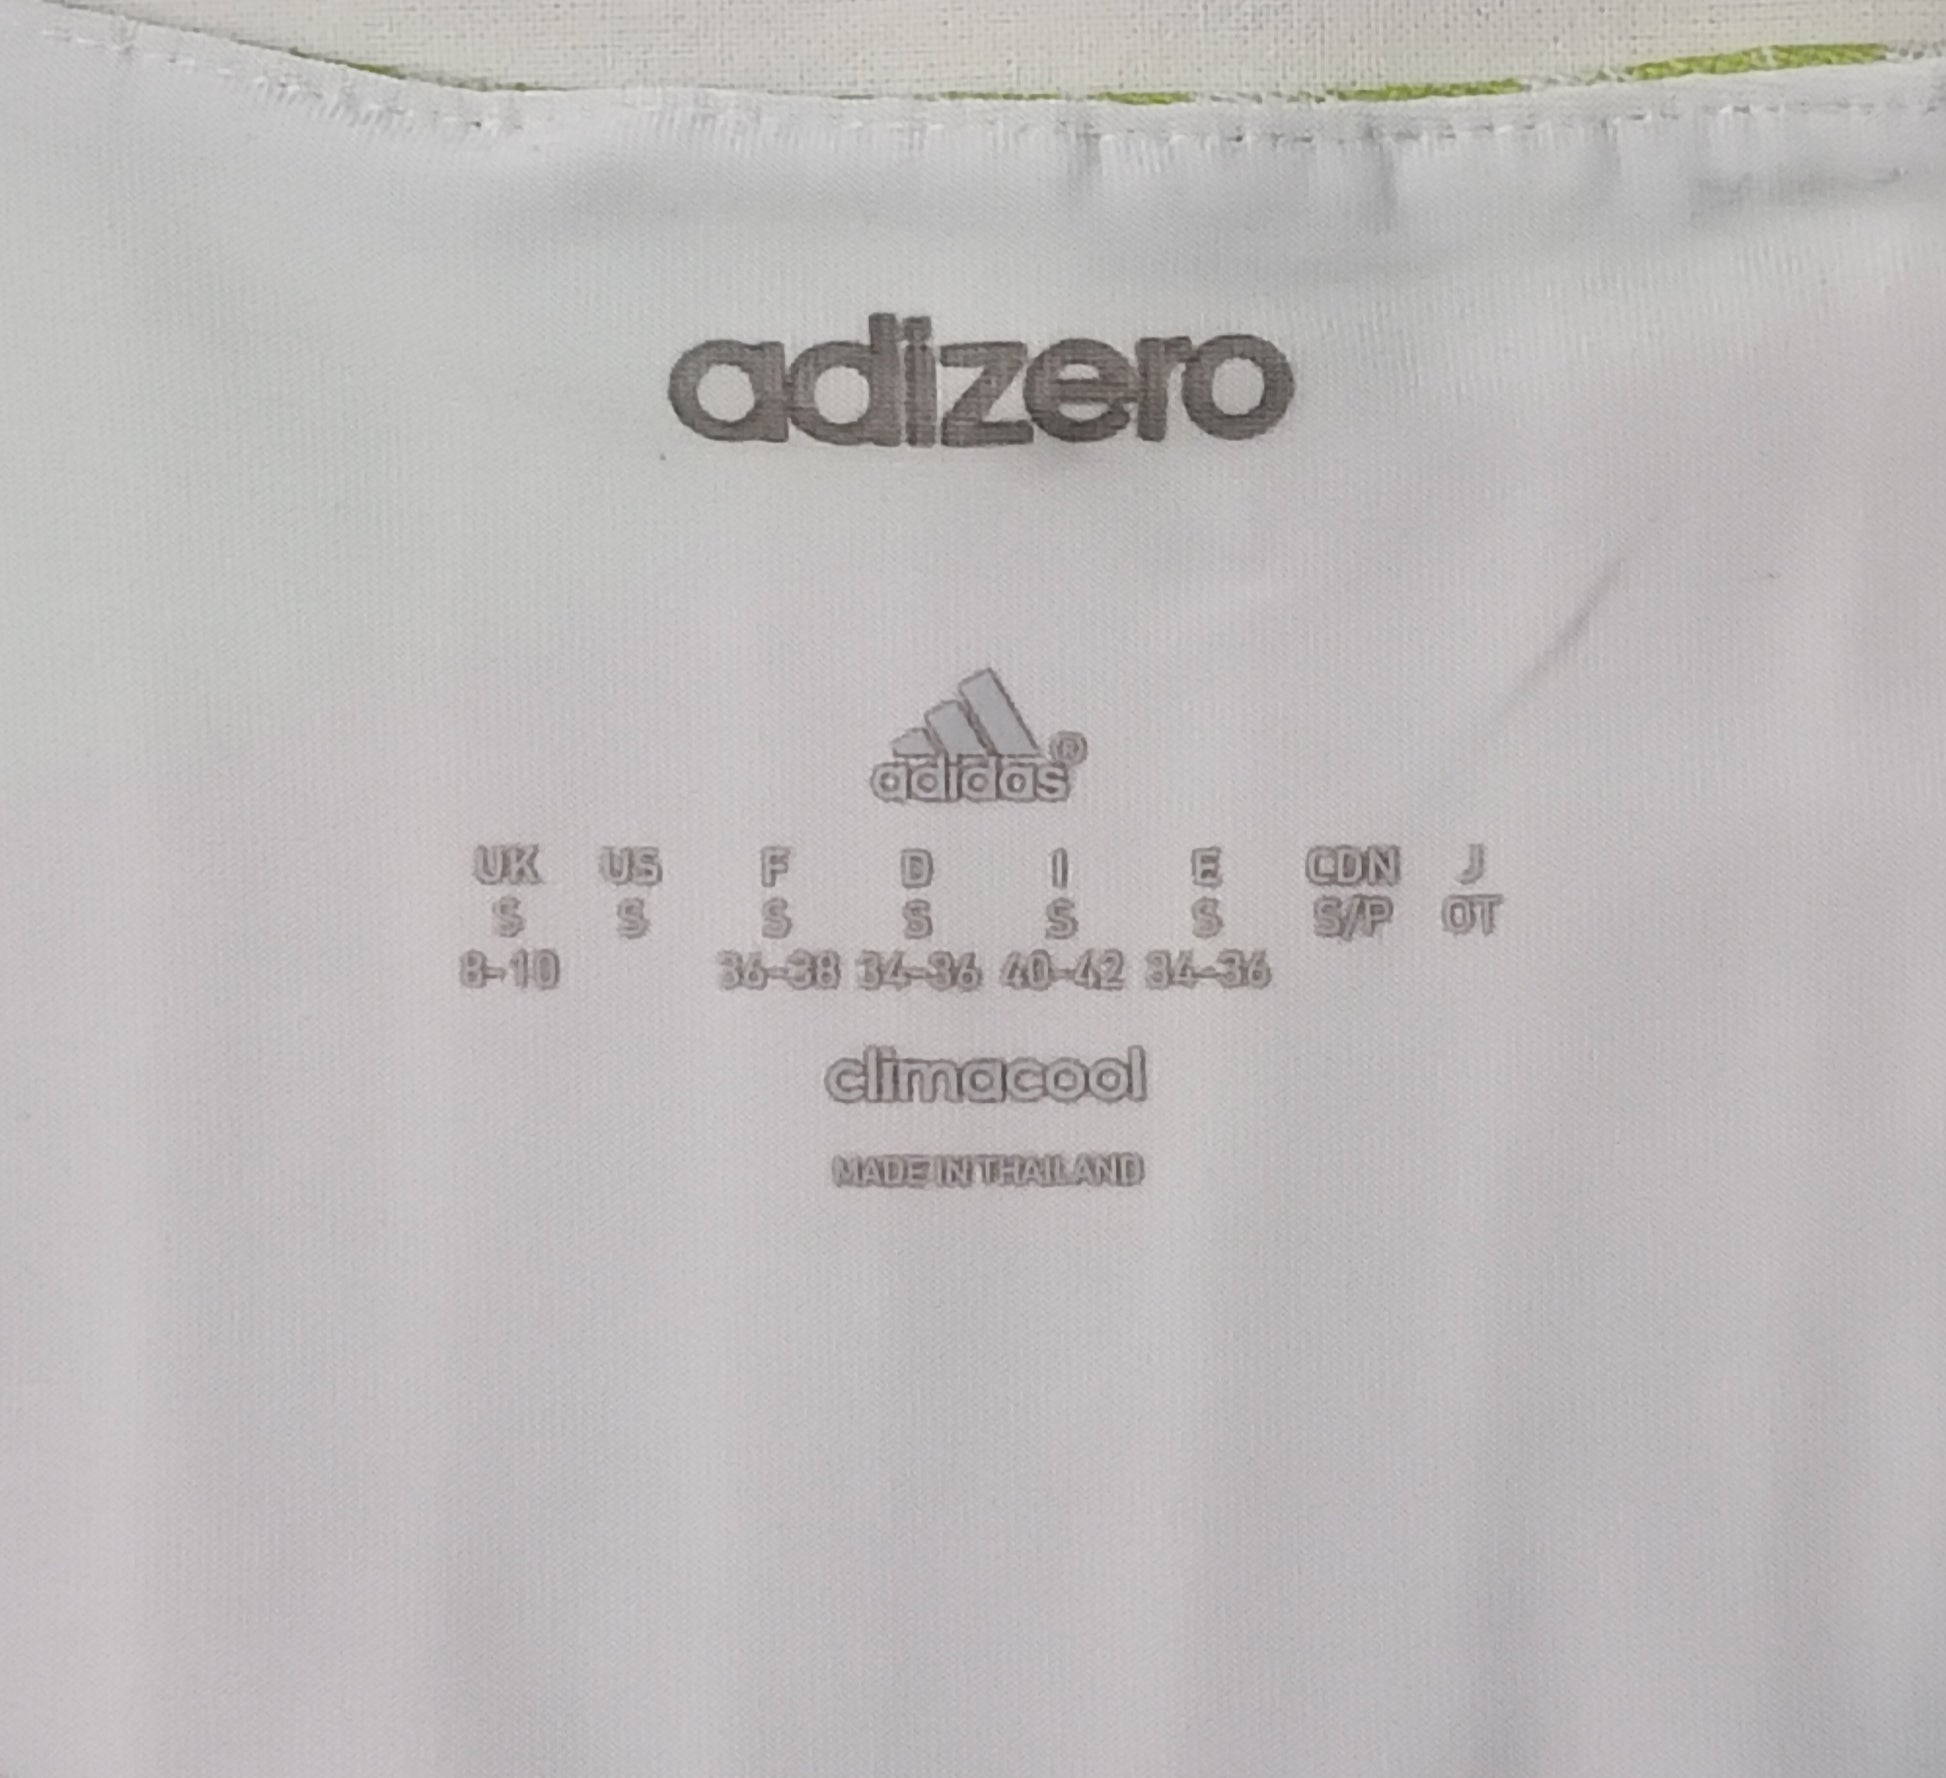 adizero
adidas®
UK US F D I E CDN J
S S S S S S S/P OT
8-10 36-38 34-36 40-42 34-36
climacool
MADE IN THAILAND